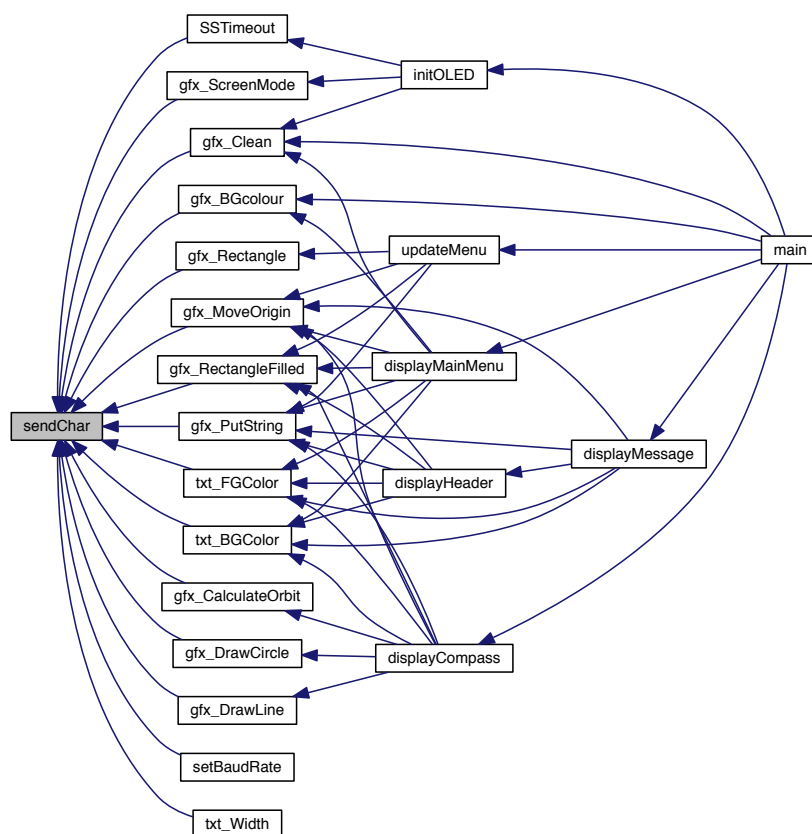 SSTimeout
initOLED
gfx_ScreenMode
gfx_Clean
gfx_BGcolour
gfx_Rectangle
updateMenu
main
gfx_MoveOrigin
gfx_RectangleFilled
displayMainMenu
sendChar
gfx_PutString
displayMessage
txt_FGColor
displayHeader
txt_BGColor
gfx_CalculateOrbit
gfx_DrawCircle
displayCompass
gfx_DrawLine
setBaudRate
txt_Width